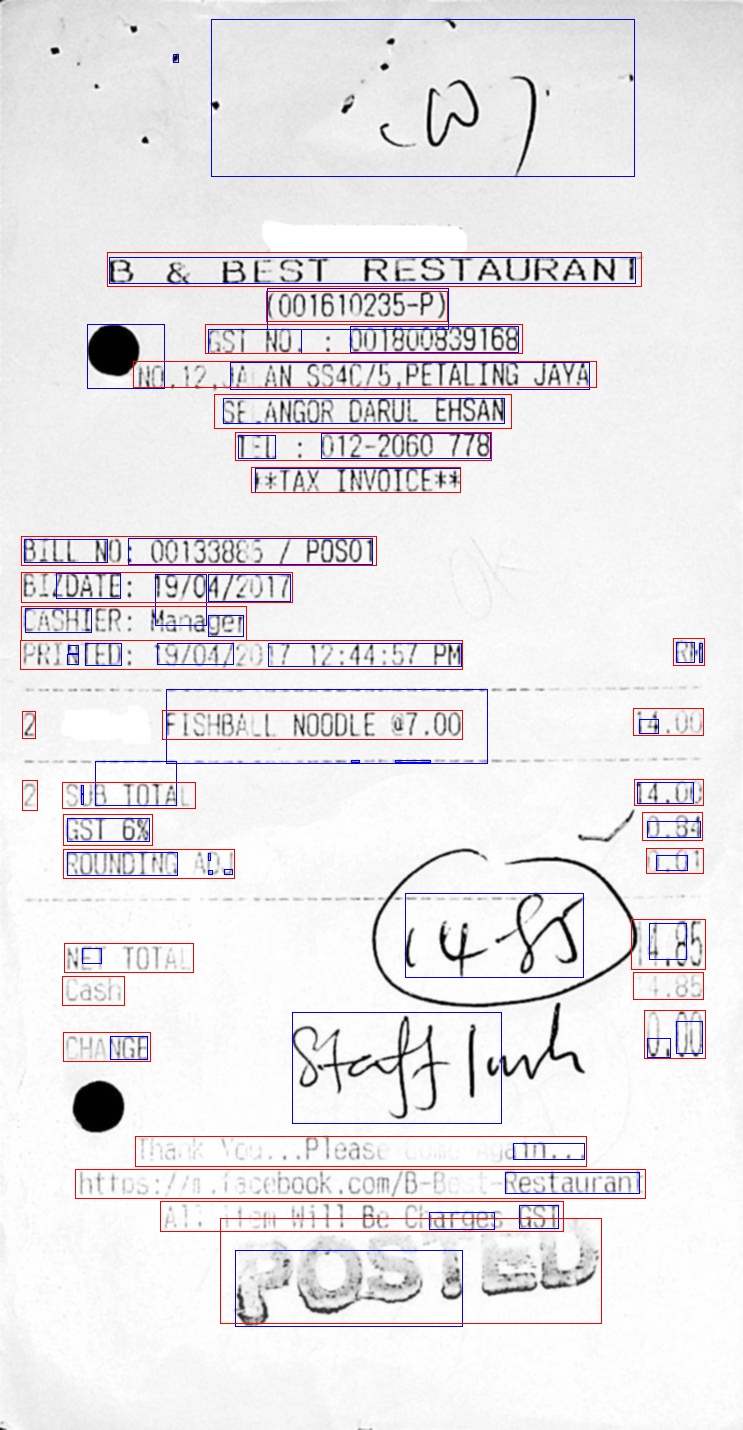 B & BEST RESTAURANT
(001610235-P)
GST NO. : 001800839168
NO.12,JALAN SS4C/5,PETALING JAYA
SELANGOR DARUL EHSAN
TEL : 012-2060 778
**TAX INVOICE**
BILL NO: 00133885 / POS01
BIZDATE: 19/04/2017
CASHIER: Manager
PRINTED: 19/04/2017 12:44:57 PM RM
2 FISHBALL NOODLE @7.00 14.00
2 SUB TOTAL 14.00
GST 6% 0.84
ROUNDING ADJ 0.01
14.85
NET TOTAL 14.85
Cash 14.85
Staff
CHANGE 0.00
Thank You...Please Come Again...
https://m.facebook.com/B-Best-Restaurant
All item Will Be Charges GST
POSTED